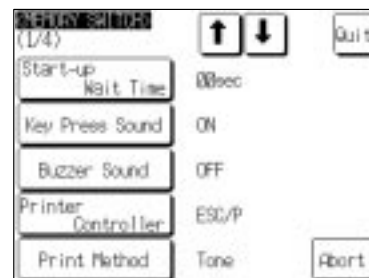 (MEMORY SWITCH)
(1/4)
Quit
Start-up
Wait Time
00sec
Key Press Sound
ON
Buzzer Sound
OFF
Printer
Controller
ESC/P
Print Method
Tone
Abort